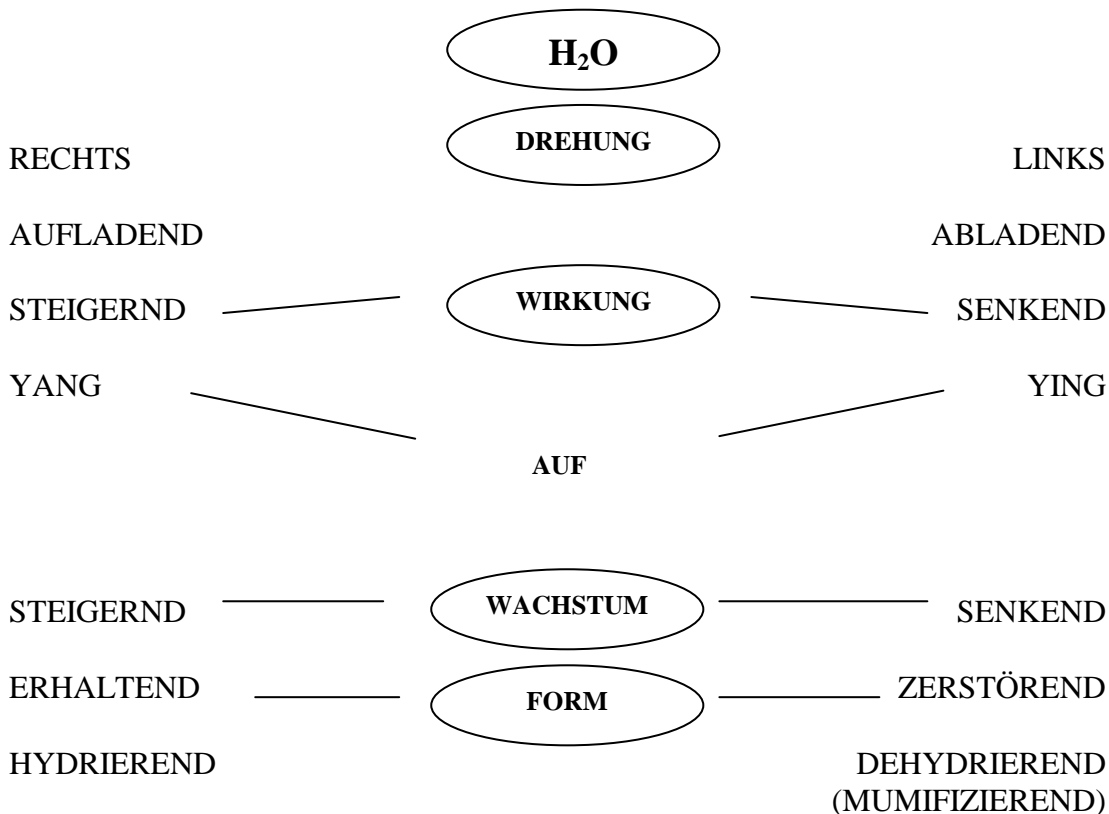 H₂O
DREHUNG
RECHTS LINKS
AUFLADEND ABLADEND
STEIGERND WIRKUNG SENKEND
YANG YING
AUF
STEIGERND WACHSTUM SENKEND
ERHALTEND FORM ZERSTÖREND
HYDRIEREND DEHYDRIEREND
(MUMIFIZIEREND)